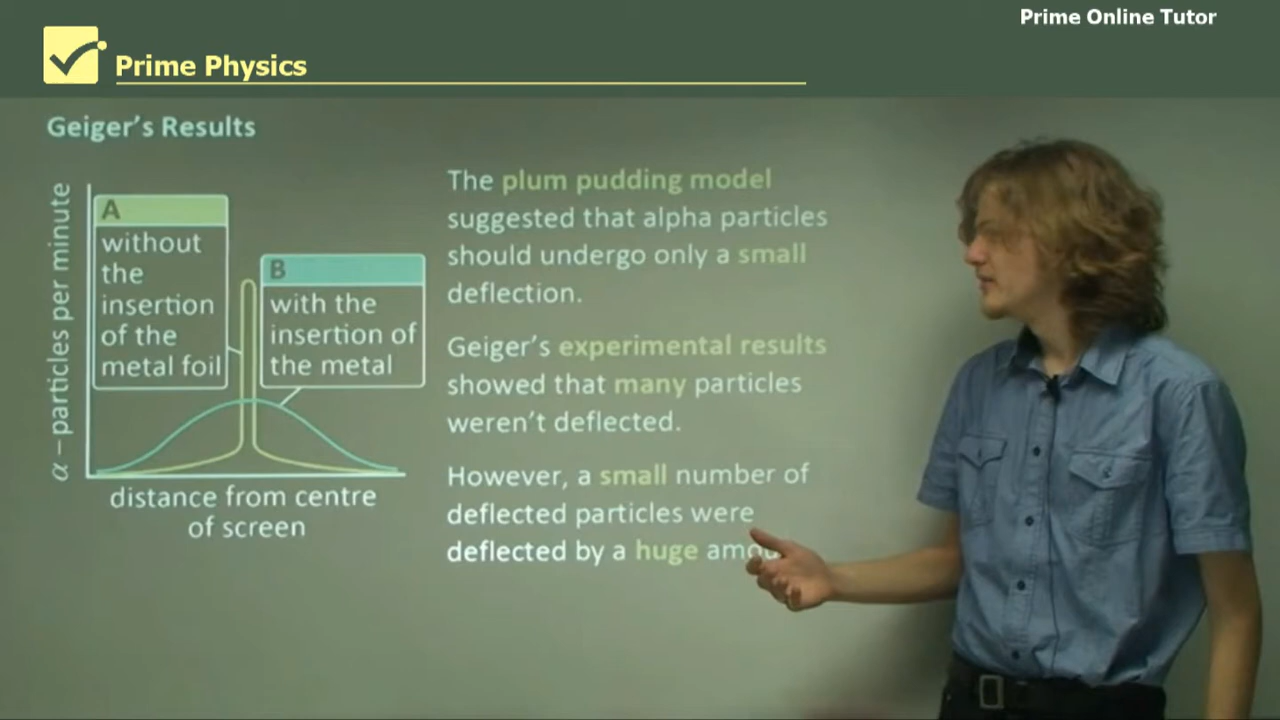 Prime Online Tutor
Prime Physics
Geiger's Results
α – particles per minute
A
without
the
insertion
of the
metal foil
B
with the
insertion of
the metal
distance from centre
of screen
The plum pudding model
suggested that alpha particles
should undergo only a small
deflection.
Geiger's experimental results
showed that many particles
weren't deflected.
However, a small number of
deflected particles were
deflected by a huge